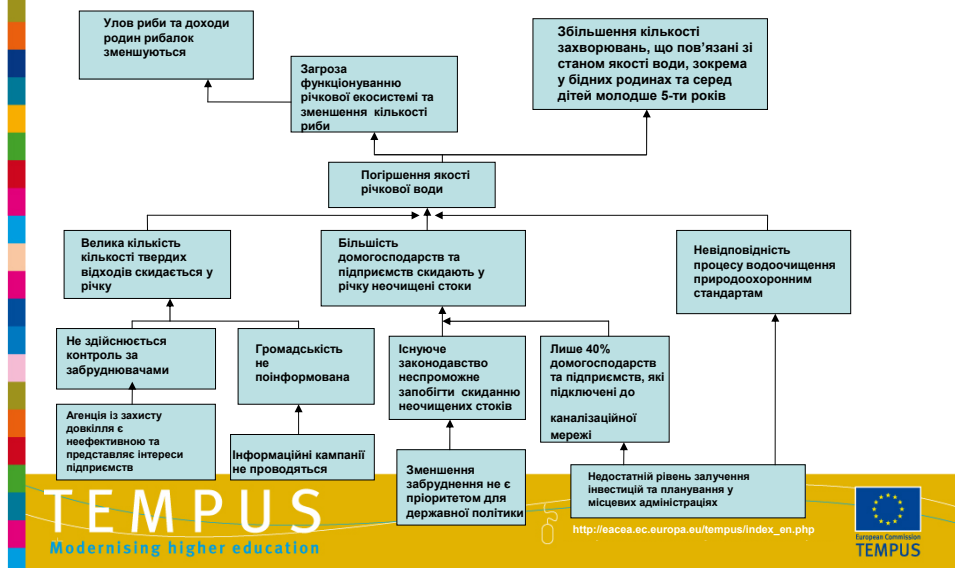 Улов риби та доходи
родин рибалок
зменшуються
Збільшення кількості
захворювань, що пов'язані зі
станом якості води, зокрема
у бідних родинах та серед
дітей молодше 5-ти років
Загроза
функціонуванню
річкової екосистемі та
зменшення кількості
риби
Погіршення якості
річкової води
Велика кількість
кількості твердих
відходів скидається у
річку
Більшість
домогосподарств та
підприємств скидають у
річку неочищені стоки
Невідповідність
процесу водоочищення
природоохоронним
стандартам
Не здійснюється
контроль за
забруднювачами
Громадськість
не
поінформована
Існуюче
законодавство
неспроможне
запобігти скиданню
неочищених стоків
Лише 40%
домогосподарств
та підприємств, які
підключені до
каналізаційної
мережі
Агенція із захисту
довкілля є
неефективною та
представляє інтереси
підприємств
Інформаційні кампанії
не проводяться
Зменшення
забруднення не є
пріоритетом для
державної політики
Недостатній рівень залучення
інвестицій та планування у
місцевих адміністраціях
TEMPUS
Modernising higher education
http://eacea.ec.europa.eu/tempus/index_en.php
European Commission
TEMPUS